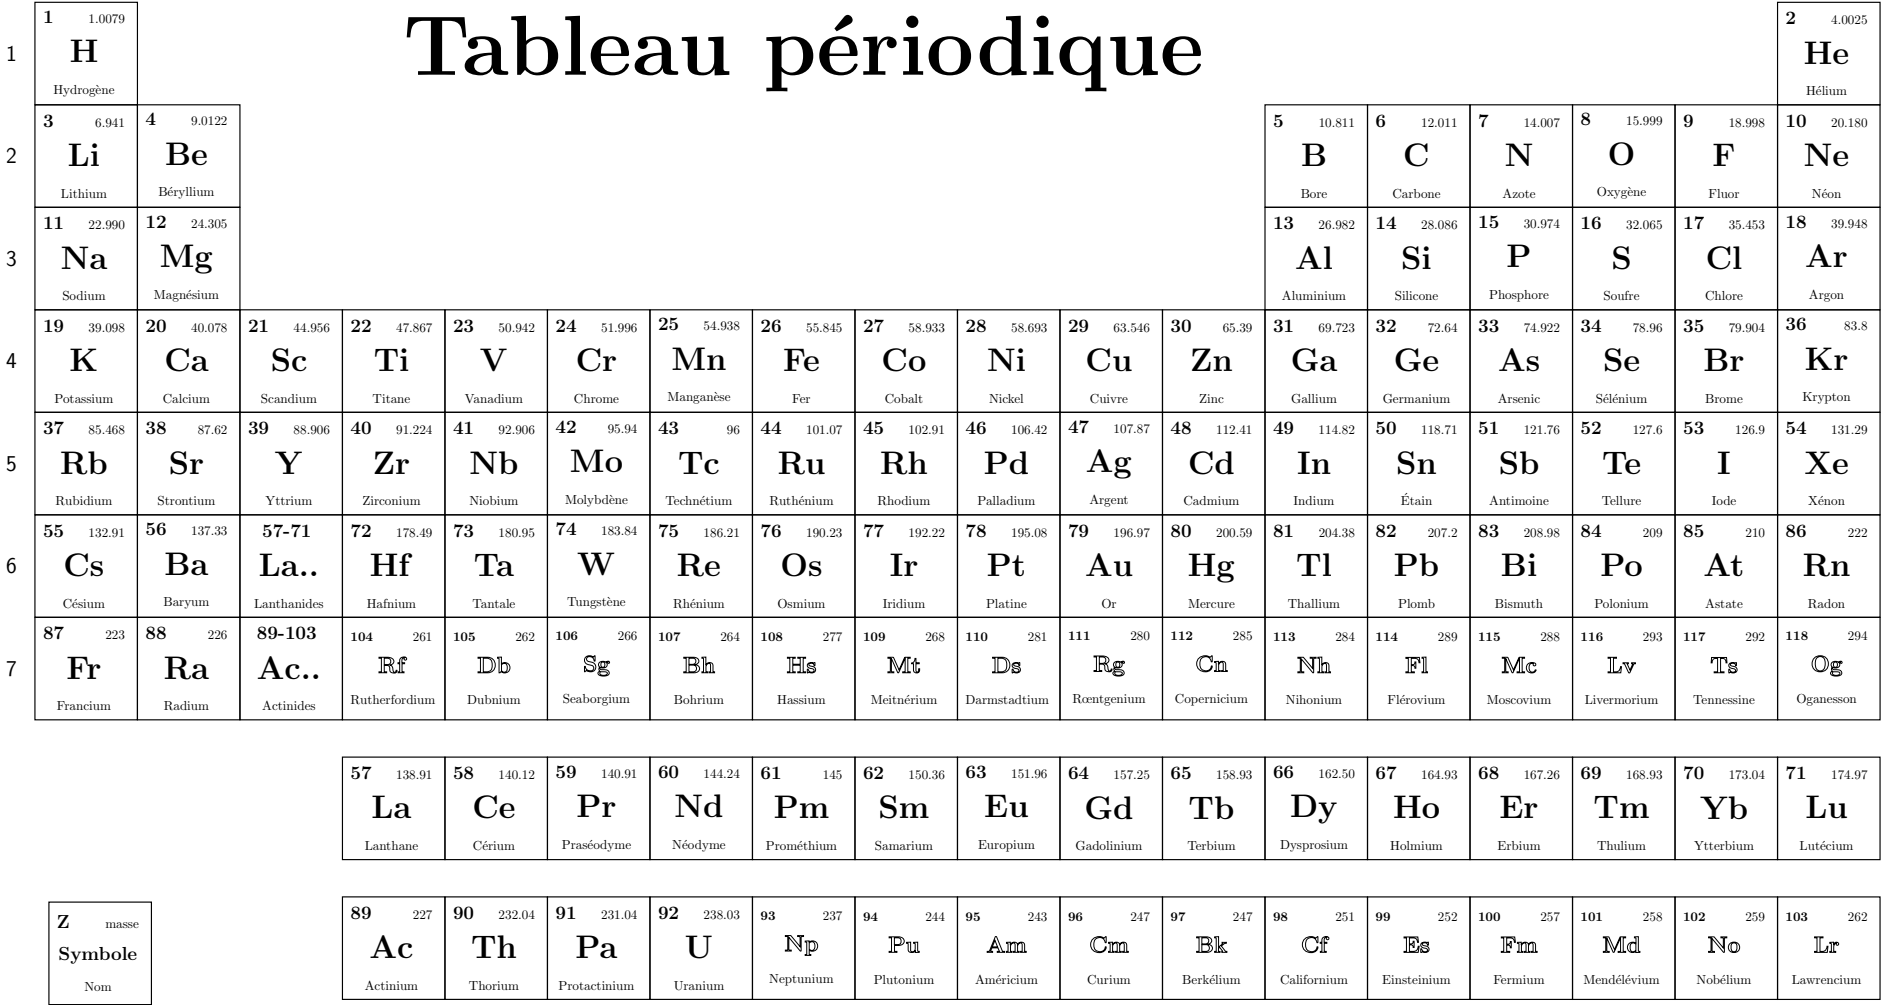 Tableau périodique
1
1 1.0079 2 4.0025
H He
Hydrogène Hélium
2
3 6.941 4 9.0122 5 10.811 6 12.011 7 14.007 8 15.999 9 18.998 10 20.180
Li Be B C N O F Ne
Lithium Béryllium Bore Carbone Azote Oxygène Fluor Néon
3
11 22.990 12 24.305 13 26.982 14 28.086 15 30.974 16 32.065 17 35.453 18 39.948
Na Mg Al Si P S Cl Ar
Sodium Magnésium Aluminium Silicone Phosphore Soufre Chlore Argon
4
19 39.098 20 40.078 21 44.956 22 47.867 23 50.942 24 51.996 25 54.938 26 55.845 27 58.933 28 58.693 29 63.546 30 65.39 31 69.723 32 72.64 33 74.922 34 78.96 35 79.904 36 83.8
K Ca Sc Ti V Cr Mn Fe Co Ni Cu Zn Ga Ge As Se Br Kr
Potassium Calcium Scandium Titane Vanadium Chrome Manganèse Fer Cobalt Nickel Cuivre Zinc Gallium Germanium Arsenic Sélénium Brome Krypton
5
37 85.468 38 87.62 39 88.906 40 91.224 41 92.906 42 95.94 43 96 44 101.07 45 102.91 46 106.42 47 107.87 48 112.41 49 114.82 50 118.71 51 121.76 52 127.6 53 126.9 54 131.29
Rb Sr Y Zr Nb Mo Tc Ru Rh Pd Ag Cd In Sn Sb Te I Xe
Rubidium Strontium Yttrium Zirconium Niobium Molybdène Technétium Ruthénium Rhodium Palladium Argent Cadmium Indium Étain Antimoine Tellure Iode Xénon
6
55 132.91 56 137.33 57-71 72 178.49 73 180.95 74 183.84 75 186.21 76 190.23 77 192.22 78 195.08 79 196.97 80 200.59 81 204.38 82 207.2 83 208.98 84 209 85 210 86 222
Cs Ba La.. Hf Ta W Re Os Ir Pt Au Hg Tl Pb Bi Po At Rn
Césium Baryum Lanthanides Hafnium Tantale Tungstène Rhénium Osmium Iridium Platine Or Mercure Thallium Plomb Bismuth Polonium Astate Radon
7
87 223 88 226 89-103 104 261 105 262 106 266 107 264 108 277 109 268 110 281 111 280 112 285 113 284 114 289 115 288 116 293 117 292 118 294
Fr Ra Ac.. Rf Db Sg Bh Hs Mt Ds Rg Cn Nh Fl Mc Lv Ts Og
Francium Radium Actinides Rutherfordium Dubnium Seaborgium Bohrium Hassium Meitnérium Darmstadtium Rœntgenium Copernicium Nihonium Flérovium Moscovium Livermorium Tennessine Oganesson
57 138.91 58 140.12 59 140.91 60 144.24 61 145 62 150.36 63 151.96 64 157.25 65 158.93 66 162.50 67 164.93 68 167.26 69 168.93 70 173.04 71 174.97
La Ce Pr Nd Pm Sm Eu Gd Tb Dy Ho Er Tm Yb Lu
Lanthane Cérium Praséodyme Néodyme Prométhium Samarium Europium Gadolinium Terbium Dysprosium Holmium Erbium Thulium Ytterbium Lutécium
89 227 90 232.04 91 231.04 92 238.03 93 237 94 244 95 243 96 247 97 247 98 251 99 252 100 257 101 258 102 259 103 262
Ac Th Pa U Np Pu Am Cm Bk Cf Es Fm Md No Lr
Actinium Thorium Protactinium Uranium Neptunium Plutonium Américium Curium Berkélium Californium Einsteinium Fermium Mendélévium Nobélium Lawrencium
Z masse
Symbole
Nom